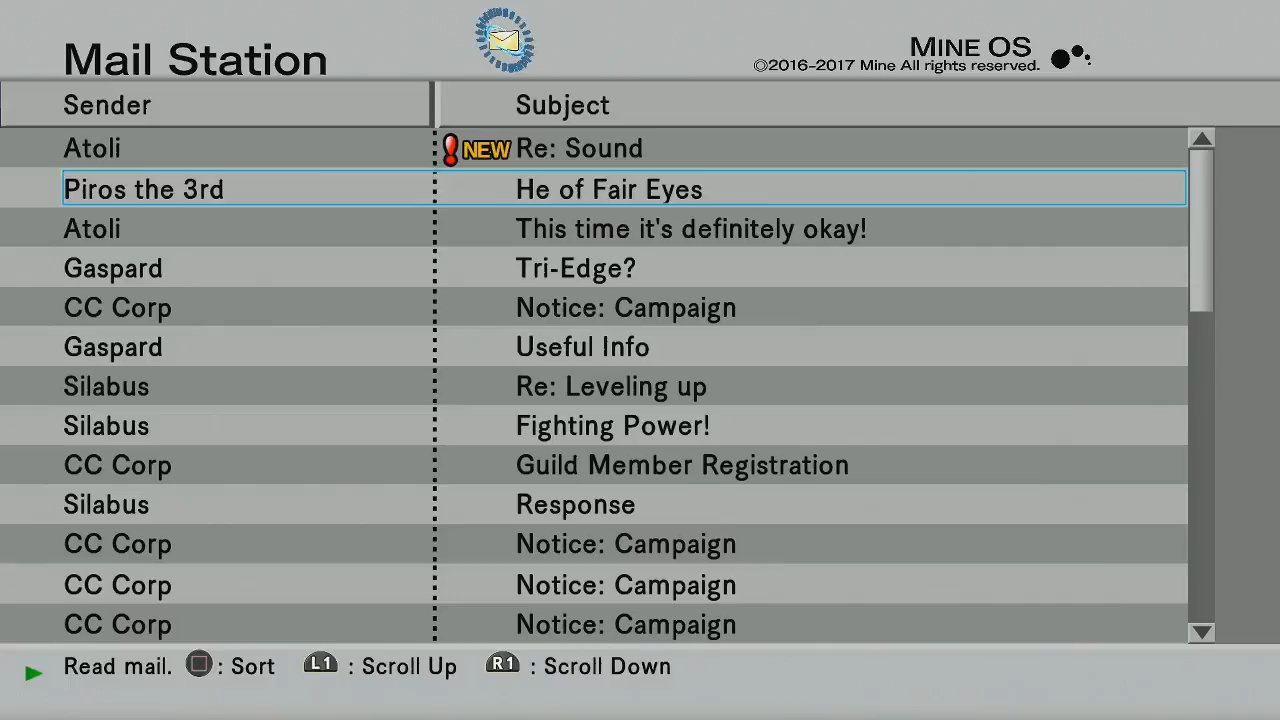 Mail Station
MINE OS
©2016-2017 Mine All rights reserved.
Sender Subject
Atoli NEW Re: Sound
Piros the 3rd He of Fair Eyes
Atoli This time it's definitely okay!
Gaspard Tri-Edge?
CC Corp Notice: Campaign
Gaspard Useful Info
Silabus Re: Leveling up
Silabus Fighting Power!
CC Corp Guild Member Registration
Silabus Response
CC Corp Notice: Campaign
CC Corp Notice: Campaign
CC Corp Notice: Campaign
Read mail. : Sort L1 : Scroll Up R1 : Scroll Down